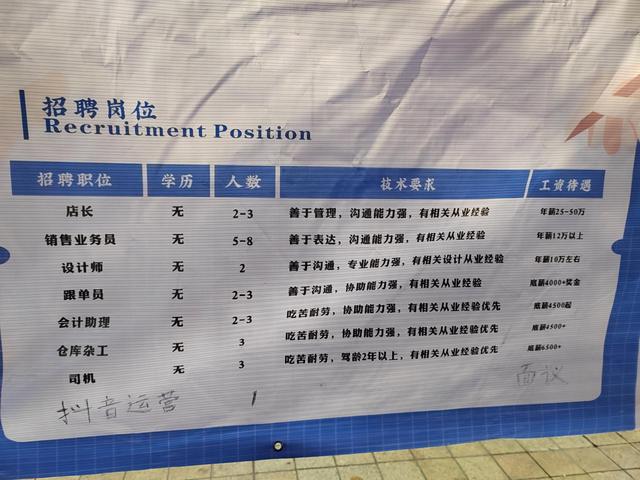 招聘岗位
Recruitment Position
招聘职位 学历 人数 技术要求 工资待遇
店长 无 2-3 善于管理，沟通能力强，有相关从业经验 年薪25-50万
销售业务员 无 5-8 善于表达，沟通能力强，有相关从业经验 年薪12万以上
设计师 无 2 善于沟通，专业能力强，有相关设计从业经验 年薪10万左右
跟单员 无 2-3 善于沟通，协助能力强，有相关从业经验 底薪4000+奖金
会计助理 无 2-3 吃苦耐劳，协助能力强，有相关从业经验优先 底薪4500起
仓库杂工 无 3 吃苦耐劳，协助能力强，有相关从业经验优先 底薪4500+
司机 无 3 吃苦耐劳，驾龄2年以上，有相关从业经验优先 底薪6500+
抖音运营 1 面议